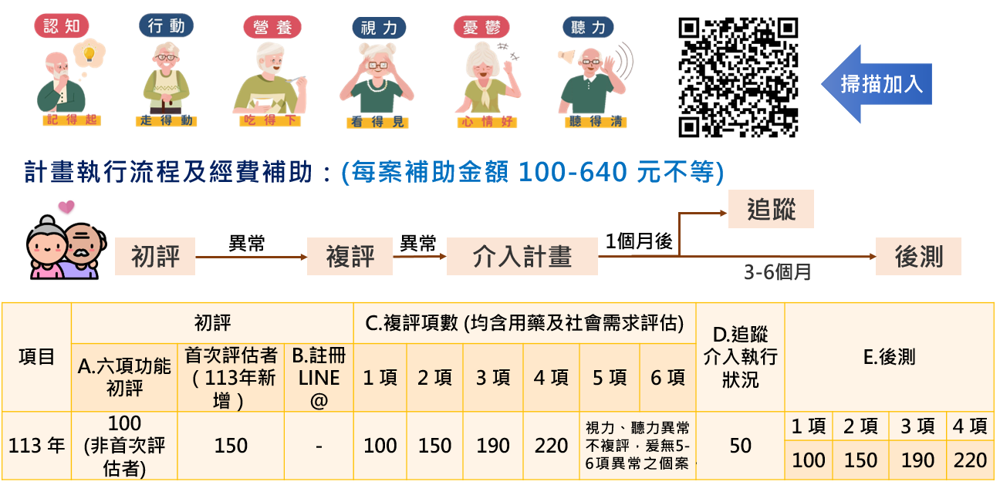 認知
行動
營養
視力
憂鬱
聽力
記得起
走得動
吃得下
看得見
心情好
聽得清
掃描加入
計畫執行流程及經費補助：(每案補助金額 100-640 元不等)
初評
異常
複評
異常
介入計畫
1個月後
追蹤
3-6個月
後測
項目
初評
C.複評項數 (均含用藥及社會需求評估)
D.追蹤
介入執行
狀況
E.後測
A.六項功能
初評
首次評估者
（113年新
增）
B.註冊
LINE
@
1 項
2 項
3 項
4 項
5 項
6 項
113 年
100
(非首次評
估者)
150
-
100
150
190
220
視力、聽力異常
不複評，爰無5-
6項異常之個案，
50
1 項
2 項
3 項
4 項
100
150
190
220